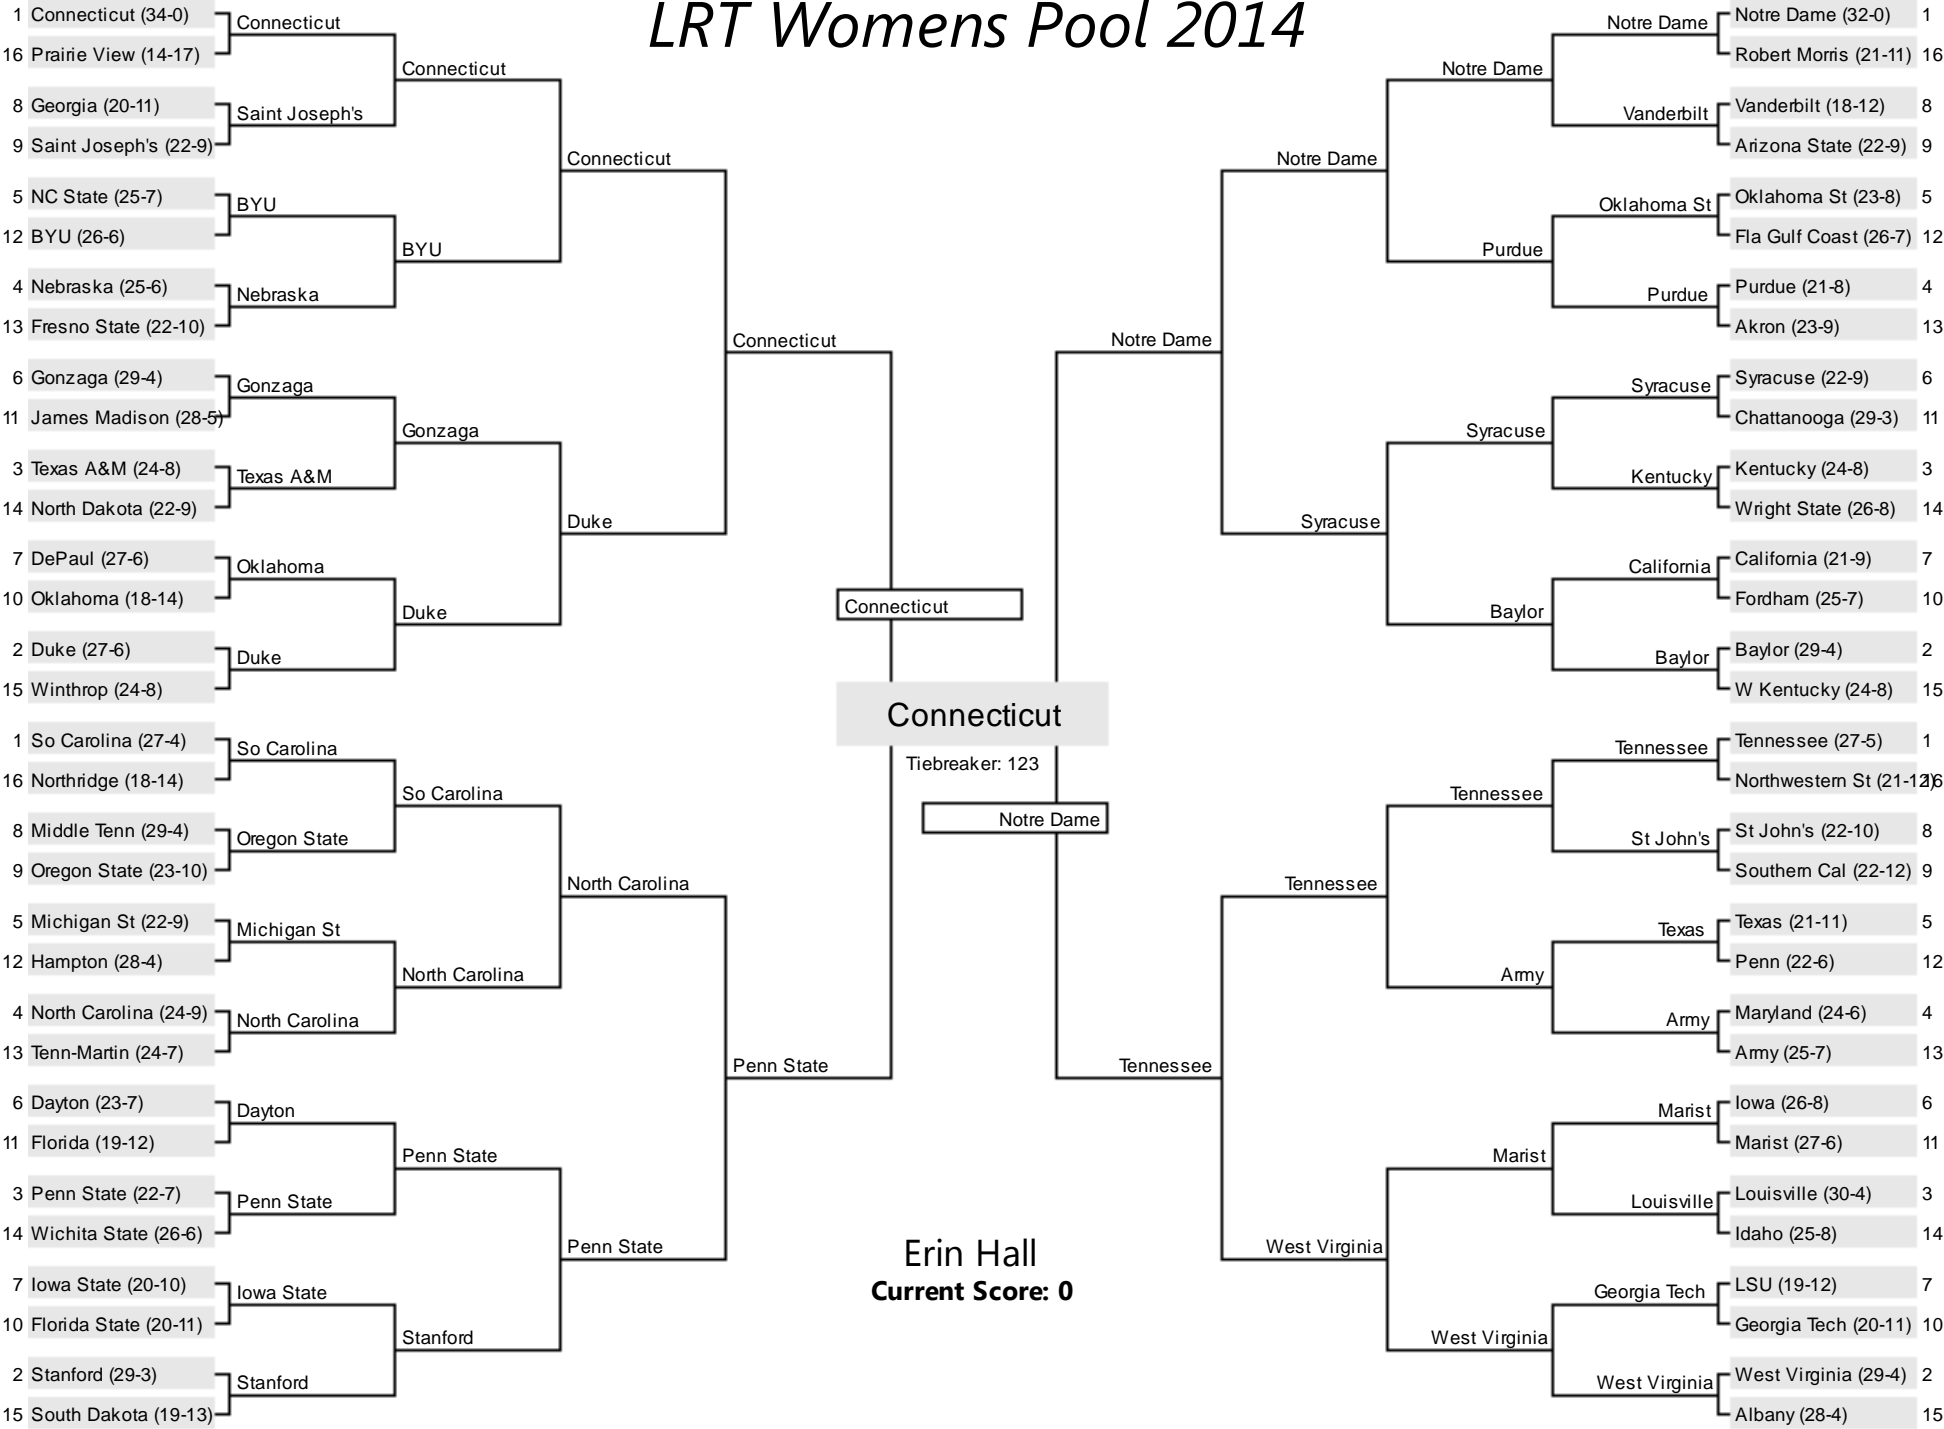 LRT Womens Pool 2014
1 Connecticut (34-0)
16 Prairie View (14-17)
8 Georgia (20-11)
9 Saint Joseph's (22-9)
5 NC State (25-7)
12 BYU (26-6)
4 Nebraska (25-6)
13 Fresno State (22-10)
6 Gonzaga (29-4)
11 James Madison (28-5)
3 Texas A&M (24-8)
14 North Dakota (22-9)
7 DePaul (27-6)
10 Oklahoma (18-14)
2 Duke (27-6)
15 Winthrop (24-8)
1 So Carolina (27-4)
16 Northridge (18-14)
8 Middle Tenn (29-4)
9 Oregon State (23-10)
5 Michigan St (22-9)
12 Hampton (28-4)
4 North Carolina (24-9)
13 Tenn-Martin (24-7)
6 Dayton (23-7)
11 Florida (19-12)
3 Penn State (22-7)
14 Wichita State (26-6)
7 Iowa State (20-10)
10 Florida State (20-11)
2 Stanford (29-3)
15 South Dakota (19-13)
Connecticut
Saint Joseph's
BYU
Nebraska
Gonzaga
Texas A&M
Oklahoma
Duke
So Carolina
Oregon State
Michigan St
North Carolina
Dayton
Penn State
Iowa State
Stanford
Connecticut
BYU
Gonzaga
Duke
So Carolina
North Carolina
Penn State
Stanford
Connecticut
Duke
North Carolina
Penn State
Connecticut
Penn State
Connecticut
Connecticut
Tiebreaker: 123
Notre Dame
Erin Hall
Current Score: 0
Notre Dame
Tennessee
Notre Dame
Syracuse
Tennessee
West Virginia
Notre Dame
Purdue
Syracuse
Baylor
Tennessee
Army
Marist
West Virginia
Notre Dame
Vanderbilt
Oklahoma St
Purdue
Syracuse
Kentucky
California
Baylor
Tennessee
St John's
Texas
Army
Marist
Louisville
Georgia Tech
West Virginia
Notre Dame (32-0) 1
Robert Morris (21-11) 16
Vanderbilt (18-12) 8
Arizona State (22-9) 9
Oklahoma St (23-8) 5
Fla Gulf Coast (26-7) 12
Purdue (21-8) 4
Akron (23-9) 13
Syracuse (22-9) 6
Chattanooga (29-3) 11
Kentucky (24-8) 3
Wright State (26-8) 14
California (21-9) 7
Fordham (25-7) 10
Baylor (29-4) 2
W Kentucky (24-8) 15
Tennessee (27-5) 1
Northwestern St (21-12) 16
St John's (22-10) 8
Southern Cal (22-12) 9
Texas (21-11) 5
Penn (22-6) 12
Maryland (24-6) 4
Army (25-7) 13
Iowa (26-8) 6
Marist (27-6) 11
Louisville (30-4) 3
Idaho (25-8) 14
LSU (19-12) 7
Georgia Tech (20-11) 10
West Virginia (29-4) 2
Albany (28-4) 15